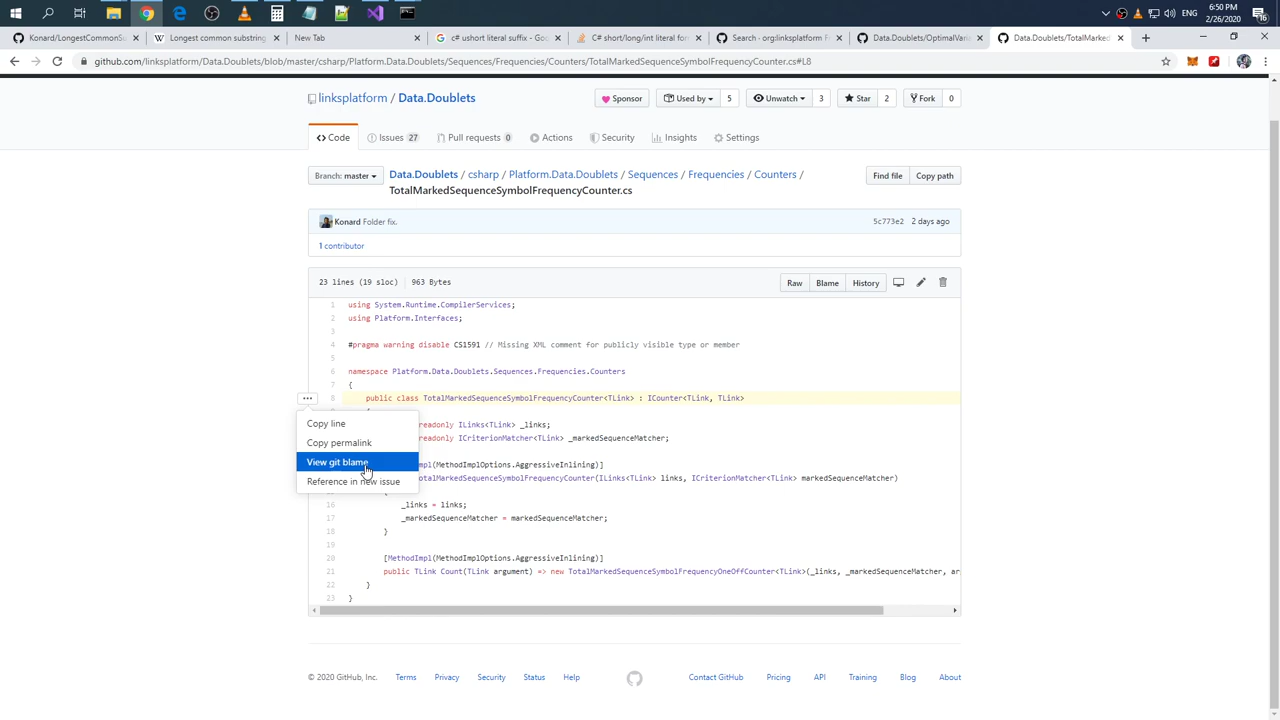 ENG
6:50 PM
2/26/2020
16
Konard/LongestCommonSu
Longest common substring
New Tab
c# ushort literal suffix - Goo
C# short/long/int literal form
Search · org:linksplatform F
Data.Doublets/OptimalVaria
Data.Doublets/TotalMarked
github.com/linksplatform/Data.Doublets/blob/master/csharp/Platform.Data.Doublets/Sequences/Frequencies/Counters/TotalMarkedSequenceSymbolFrequencyCounter.cs#L8
linksplatform / Data.Doublets
Sponsor
Used by 5
Unwatch 3
Star 2
Fork 0
Code
Issues 27
Pull requests 0
Actions
Security
Insights
Settings
Branch: master
Data.Doublets / csharp / Platform.Data.Doublets / Sequences / Frequencies / Counters /
TotalMarkedSequenceSymbolFrequencyCounter.cs
Find file
Copy path
Konard Folder fix.
5c773e2 2 days ago
1 contributor
23 lines (19 sloc) | 963 Bytes
Raw
Blame
History
1 using System.Runtime.CompilerServices;
2 using Platform.Interfaces;
3
4 #pragma warning disable CS1591 // Missing XML comment for publicly visible type or member
5
6 namespace Platform.Data.Doublets.Sequences.Frequencies.Counters
7 {
8 public class TotalMarkedSequenceSymbolFrequencyCounter<TLink> : ICounter<TLink, TLink>
{
readonly ILinks<TLink> _links;
readonly ICriterionMatcher<TLink> _markedSequenceMatcher;
mpl(MethodImplOptions.AggressiveInlining)]
TotalMarkedSequenceSymbolFrequencyCounter(ILinks<TLink> links, ICriterionMatcher<TLink> markedSequenceMatcher)
Copy line
Copy permalink
View git blame
Reference in new issue
16 _links = links;
17 _markedSequenceMatcher = markedSequenceMatcher;
18 }
19
20 [MethodImpl(MethodImplOptions.AggressiveInlining)]
21 public TLink Count(TLink argument) => new TotalMarkedSequenceSymbolFrequencyOneOffCounter<TLink>(_links, _markedSequenceMatcher, ar
22 }
23 }
© 2020 GitHub, Inc.
Terms
Privacy
Security
Status
Help
Contact GitHub
Pricing
API
Training
Blog
About